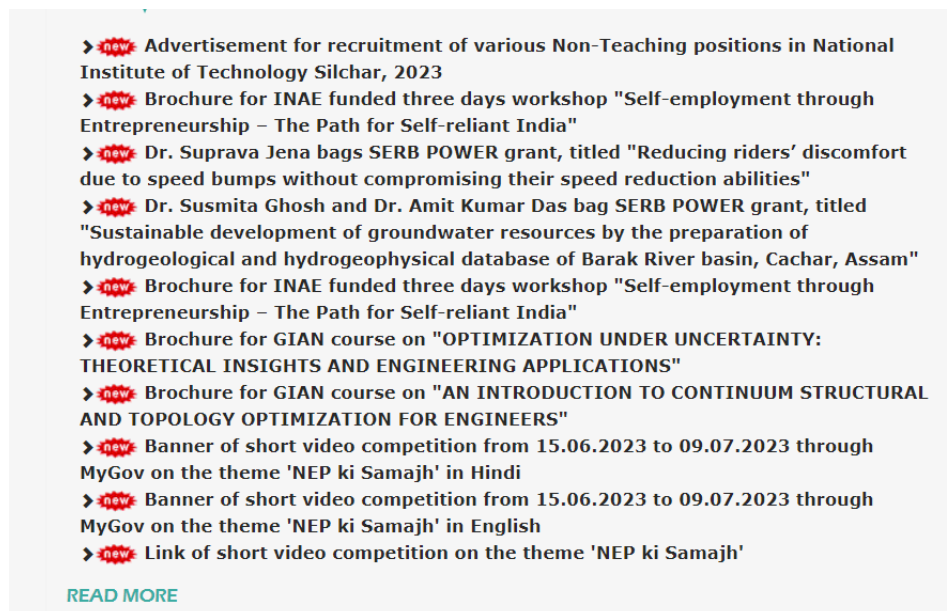 new Advertisement for recruitment of various Non-Teaching positions in National
Institute of Technology Silchar, 2023
new Brochure for INAE funded three days workshop "Self-employment through
Entrepreneurship – The Path for Self-reliant India"
new Dr. Suprava Jena bags SERB POWER grant, titled "Reducing riders’ discomfort
due to speed bumps without compromising their speed reduction abilities"
new Dr. Susmita Ghosh and Dr. Amit Kumar Das bag SERB POWER grant, titled
"Sustainable development of groundwater resources by the preparation of
hydrogeological and hydrogeophysical database of Barak River basin, Cachar, Assam"
new Brochure for INAE funded three days workshop "Self-employment through
Entrepreneurship – The Path for Self-reliant India"
new Brochure for GIAN course on "OPTIMIZATION UNDER UNCERTAINTY:
THEORETICAL INSIGHTS AND ENGINEERING APPLICATIONS"
new Brochure for GIAN course on "AN INTRODUCTION TO CONTINUUM STRUCTURAL
AND TOPOLOGY OPTIMIZATION FOR ENGINEERS"
new Banner of short video competition from 15.06.2023 to 09.07.2023 through
MyGov on the theme 'NEP ki Samajh' in Hindi
new Banner of short video competition from 15.06.2023 to 09.07.2023 through
MyGov on the theme 'NEP ki Samajh' in English
new Link of short video competition on the theme 'NEP ki Samajh'
READ MORE